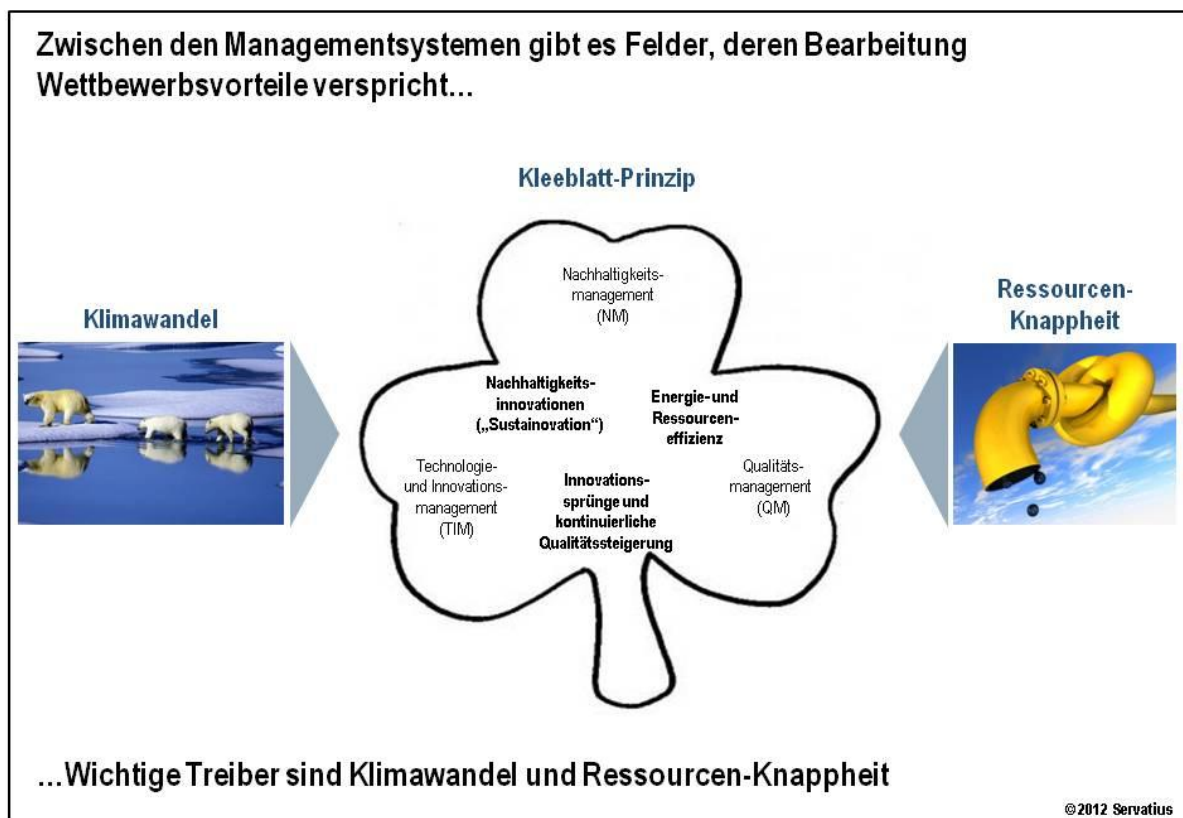 Zwischen den Managementsystemen gibt es Felder, deren Bearbeitung
Wettbewerbsvorteile verspricht...
Kleeblatt-Prinzip
Nachhaltigkeits-
management
(NM)
Klimawandel
Ressourcen-
Knappheit
Nachhaltigkeits-
innovationen
(„Sustainovation“)
Energie- und
Ressourcen-
effizienz
Technologie-
und Innovations-
management
(TIM)
Innovations-
sprünge und
kontinuierliche
Qualitätssteigerung
Qualitäts-
management
(QM)
...Wichtige Treiber sind Klimawandel und Ressourcen-Knappheit
©2012 Servatius